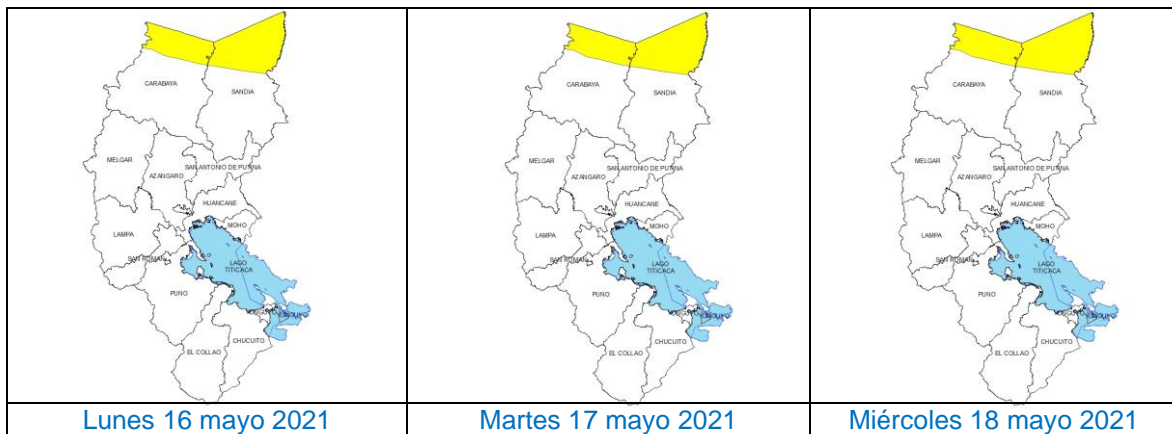 CARABAYA
SANDIA
MELGAR
AZANGARO
SAN ANTONIO DE PUTINA
HUANCANE
MOHO
LAMPA
SAN ROMAN
LAGO
TITICACA
PUNO
YUNGUYO
CHUCUITO
EL COLLAO
Lunes 16 mayo 2021
CARABAYA
SANDIA
MELGAR
AZANGARO
SAN ANTONIO DE PUTINA
HUANCANE
MOHO
LAMPA
SAN ROMAN
LAGO
TITICACA
PUNO
YUNGUYO
CHUCUITO
EL COLLAO
Martes 17 mayo 2021
CARABAYA
SANDIA
MELGAR
AZANGARO
SAN ANTONIO DE PUTINA
HUANCANE
MOHO
LAMPA
SAN ROMAN
LAGO
TITICACA
PUNO
YUNGUYO
CHUCUITO
EL COLLAO
Miércoles 18 mayo 2021